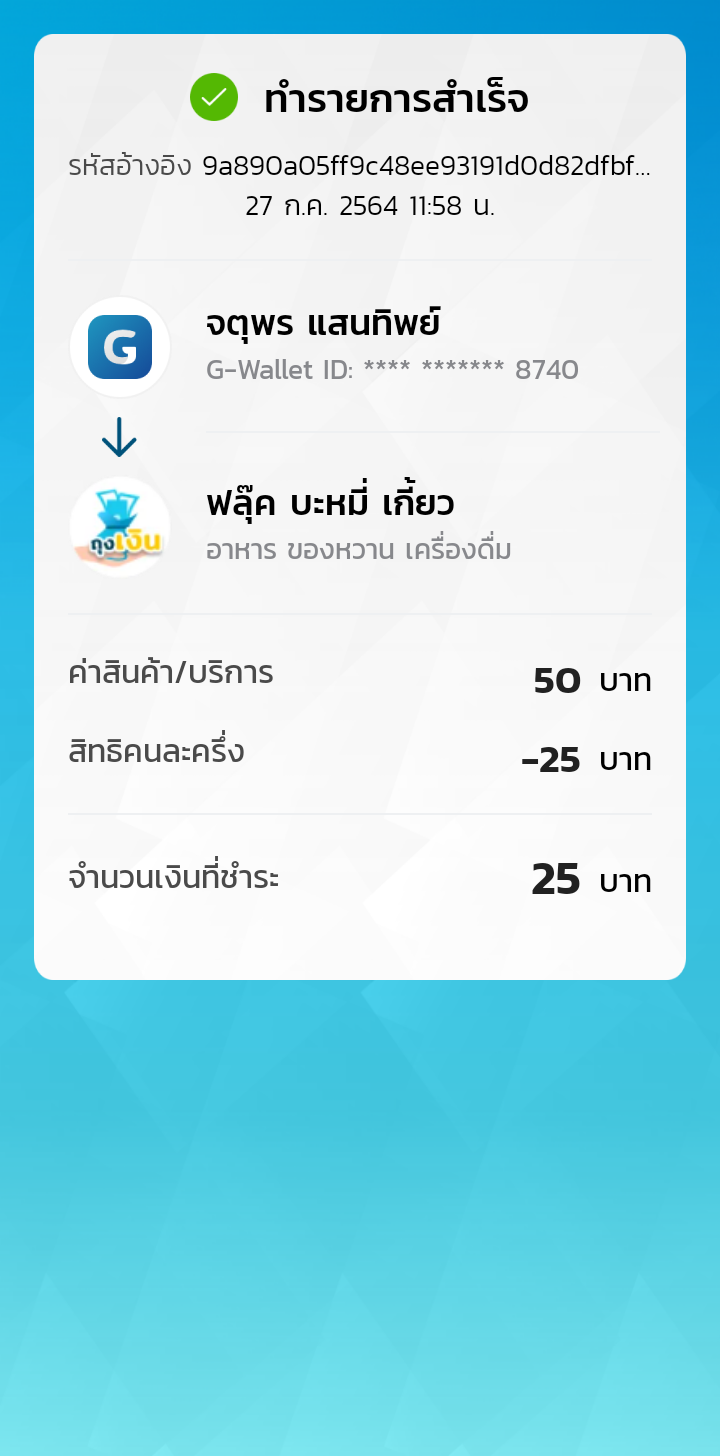 ทำรายการสำเร็จ
รหัสอ้างอิง 9a890a05ff9c48ee93191d0d82dfbf...
27 ก.ค. 2564 11:58 น.
G
จตุพร แสนทิพย์
G-Wallet ID: **** ******* 8740
ถุงเงิน
ฟลุ๊ค บะหมี่ เกี้ยว
อาหาร ของหวาน เครื่องดื่ม
ค่าสินค้า/บริการ 50 บาท
สิทธิคนละครึ่ง -25 บาท
จำนวนเงินที่ชำระ 25 บาท